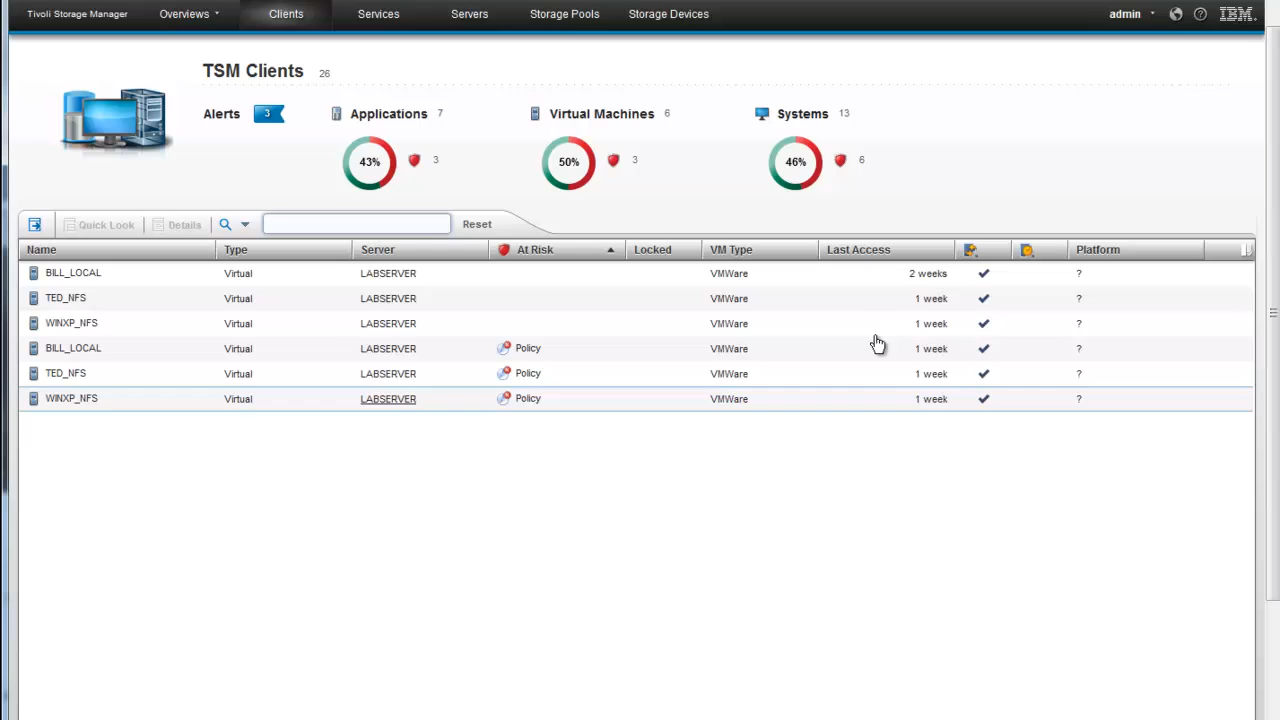 Tivoli Storage Manager Overviews Clients Services Servers Storage Pools Storage Devices admin IBM
TSM Clients 26
Alerts 3 Applications 7 Virtual Machines 6 Systems 13
43% 3 50% 3 46% 6
Quick Look Details Reset
Name Type Server At Risk Locked VM Type Last Access Platform
BILL_LOCAL Virtual LABSERVER VMWare 2 weeks ?
TED_NFS Virtual LABSERVER VMWare 1 week ?
WINXP_NFS Virtual LABSERVER VMWare 1 week ?
BILL_LOCAL Virtual LABSERVER Policy VMWare 1 week ?
TED_NFS Virtual LABSERVER Policy VMWare 1 week ?
WINXP_NFS Virtual LABSERVER Policy VMWare 1 week ?